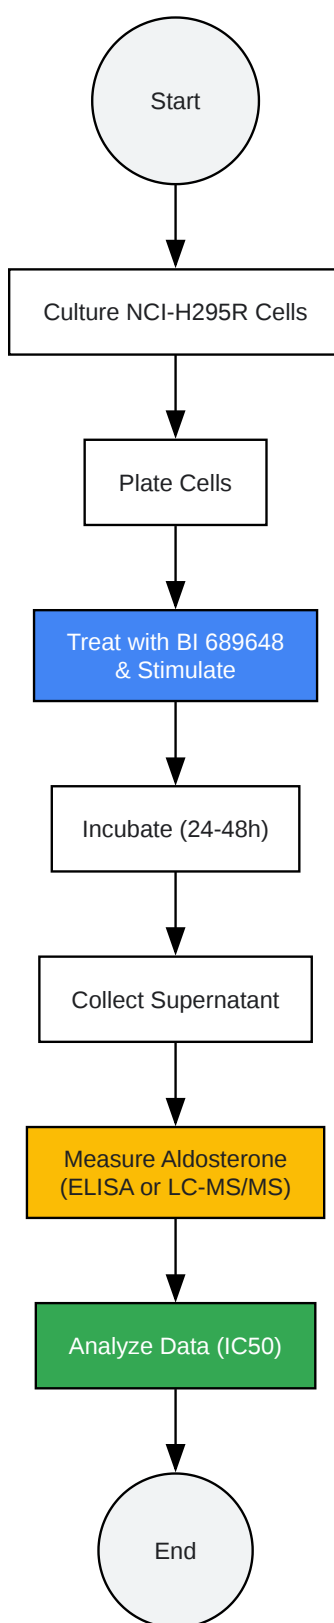 Start
Culture NCI-H295R Cells
Plate Cells
Treat with BI 689648
& Stimulate
Incubate (24-48h)
Collect Supernatant
Measure Aldosterone
(ELISA or LC-MS/MS)
Analyze Data (IC50)
End